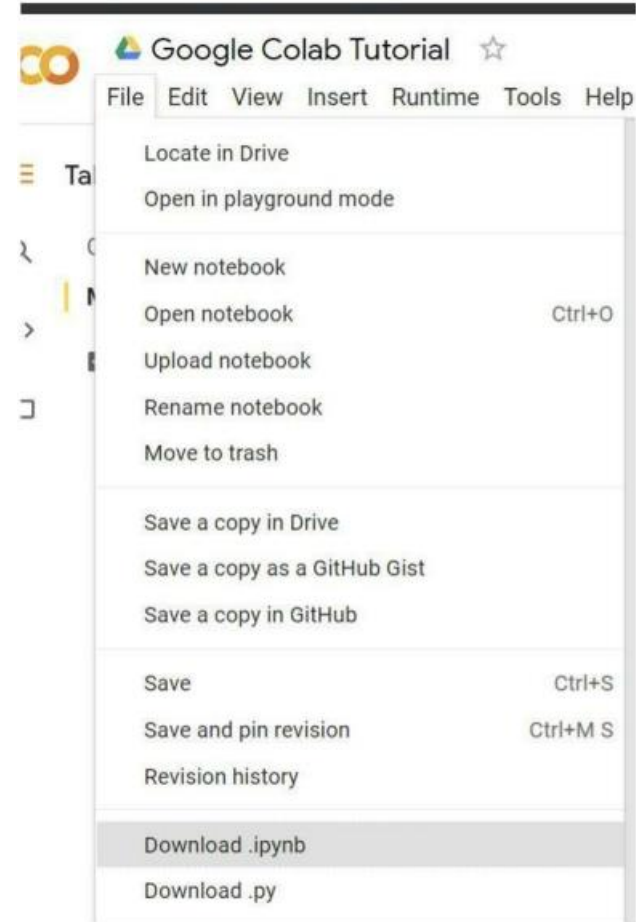 CO
Google Colab Tutorial
File Edit View Insert Runtime Tools Help
Ta
Locate in Drive
Open in playground mode
New notebook
Open notebook Ctrl+O
Upload notebook
Rename notebook
Move to trash
Save a copy in Drive
Save a copy as a GitHub Gist
Save a copy in GitHub
Save Ctrl+S
Save and pin revision Ctrl+M S
Revision history
Download .ipynb
Download .py